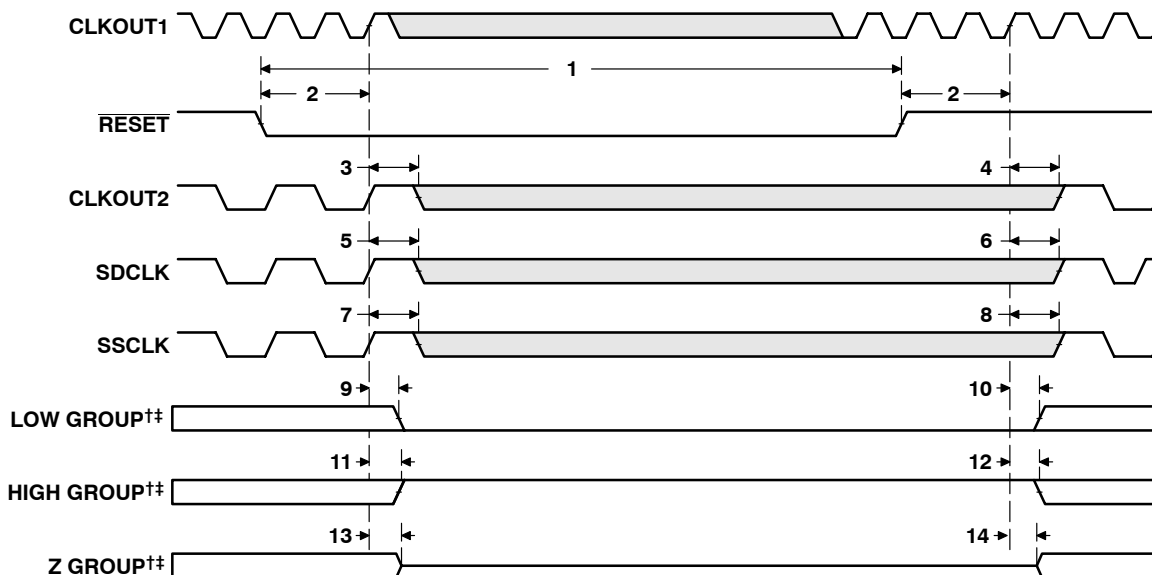 CLKOUT1
1
2 2
RESET
3 4
CLKOUT2
5 6
SDCLK
7 8
SSCLK
9 10
LOW GROUP†‡
11 12
HIGH GROUP†‡
13 14
Z GROUP†‡